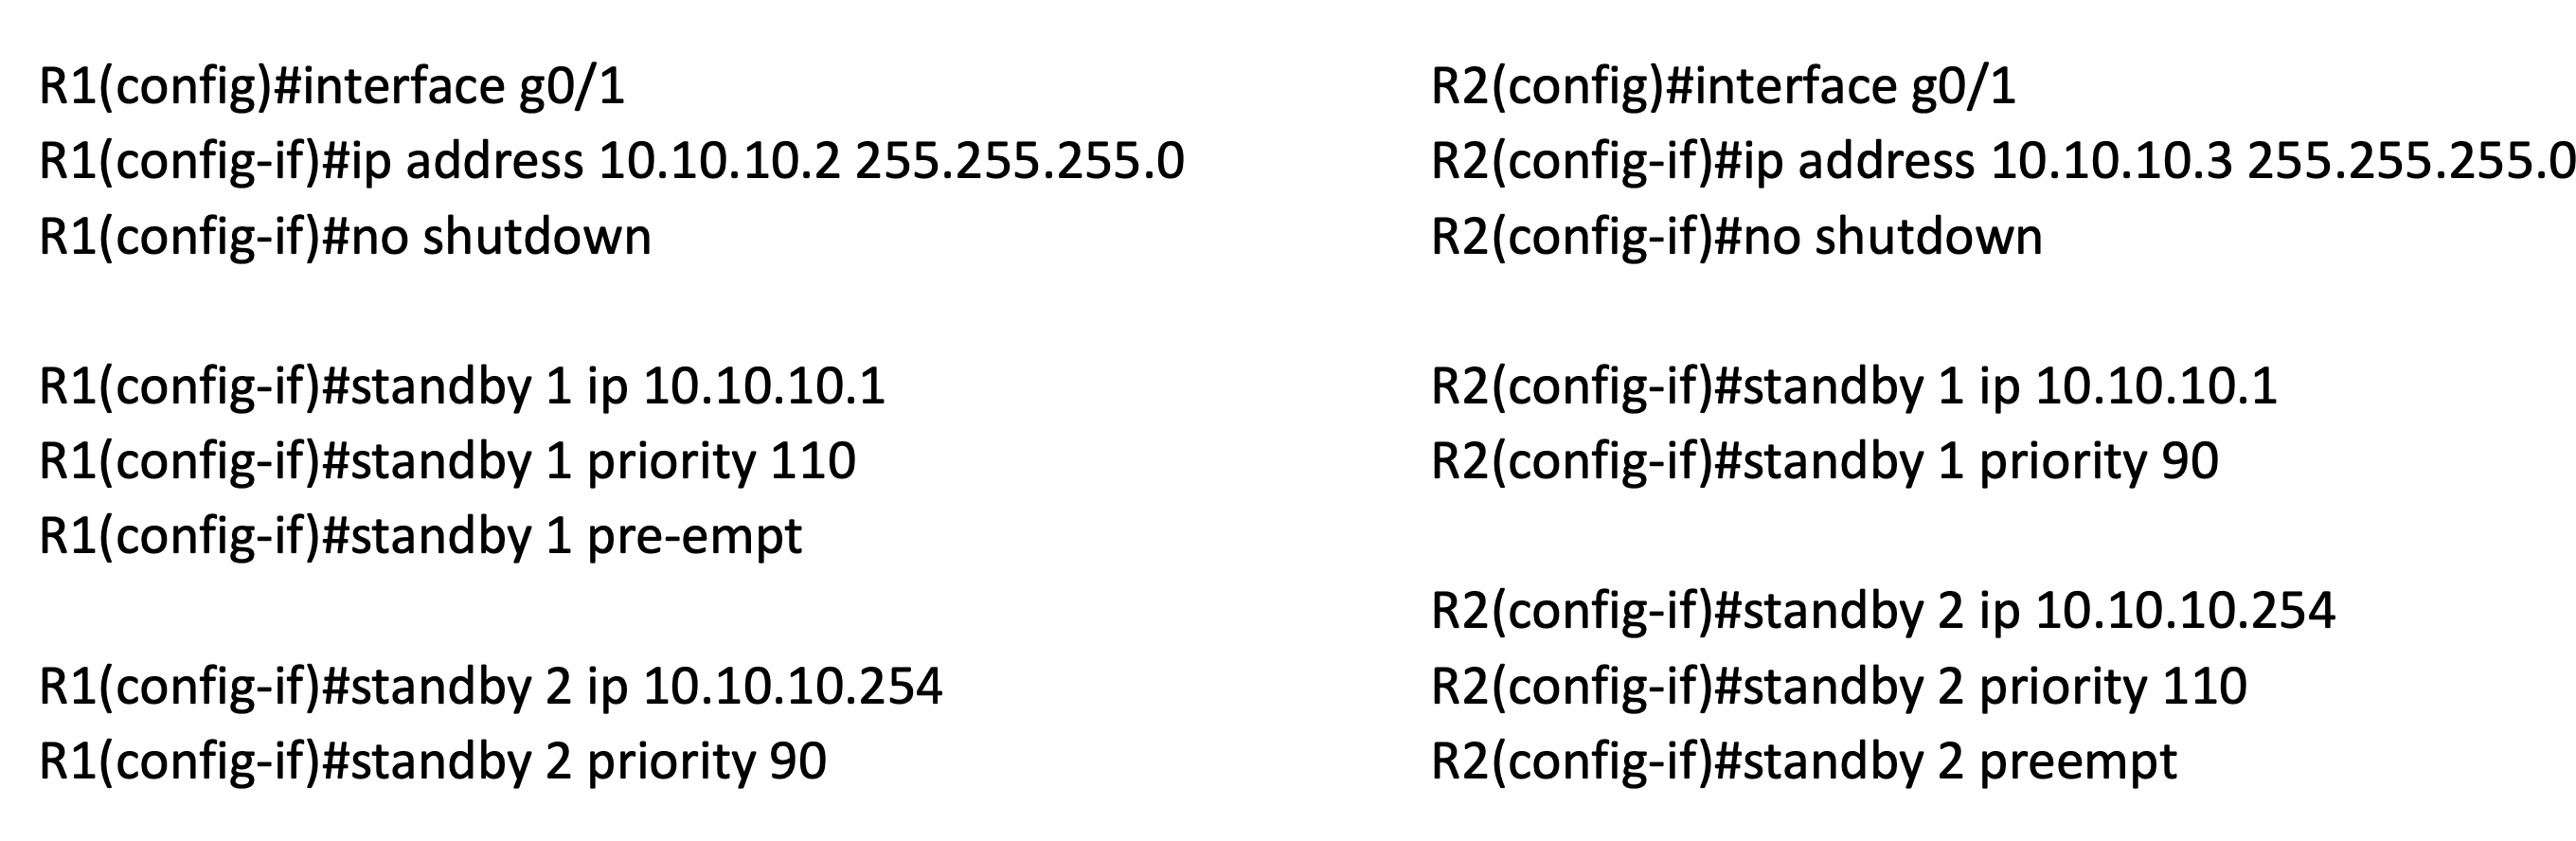 R1(config)#interface g0/1
R1(config-if)#ip address 10.10.10.2 255.255.255.0
R1(config-if)#no shutdown
R1(config-if)#standby 1 ip 10.10.10.1
R1(config-if)#standby 1 priority 110
R1(config-if)#standby 1 pre-empt
R1(config-if)#standby 2 ip 10.10.10.254
R1(config-if)#standby 2 priority 90
R2(config)#interface g0/1
R2(config-if)#ip address 10.10.10.3 255.255.255.0
R2(config-if)#no shutdown
R2(config-if)#standby 1 ip 10.10.10.1
R2(config-if)#standby 1 priority 90
R2(config-if)#standby 2 ip 10.10.10.254
R2(config-if)#standby 2 priority 110
R2(config-if)#standby 2 preempt